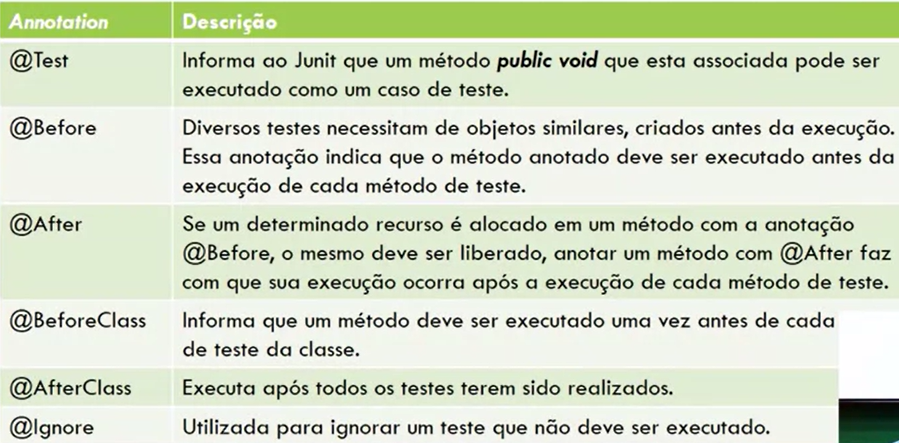 Annotation Descrição
@Test Informa ao Junit que um método public void que esta associada pode ser
executado como um caso de teste.
@Before Diversos testes necessitam de objetos similares, criados antes da execução.
Essa anotação indica que o método anotado deve ser executado antes da
execução de cada método de teste.
@After Se um determinado recurso é alocado em um método com a anotação
@Before, o mesmo deve ser liberado, anotar um método com @After faz
com que sua execução ocorra após a execução de cada método de teste.
@BeforeClass Informa que um método deve ser executado uma vez antes de cada
de teste da classe.
@AfterClass Executa após todos os testes terem sido realizados.
@Ignore Utilizada para ignorar um teste que não deve ser executado.